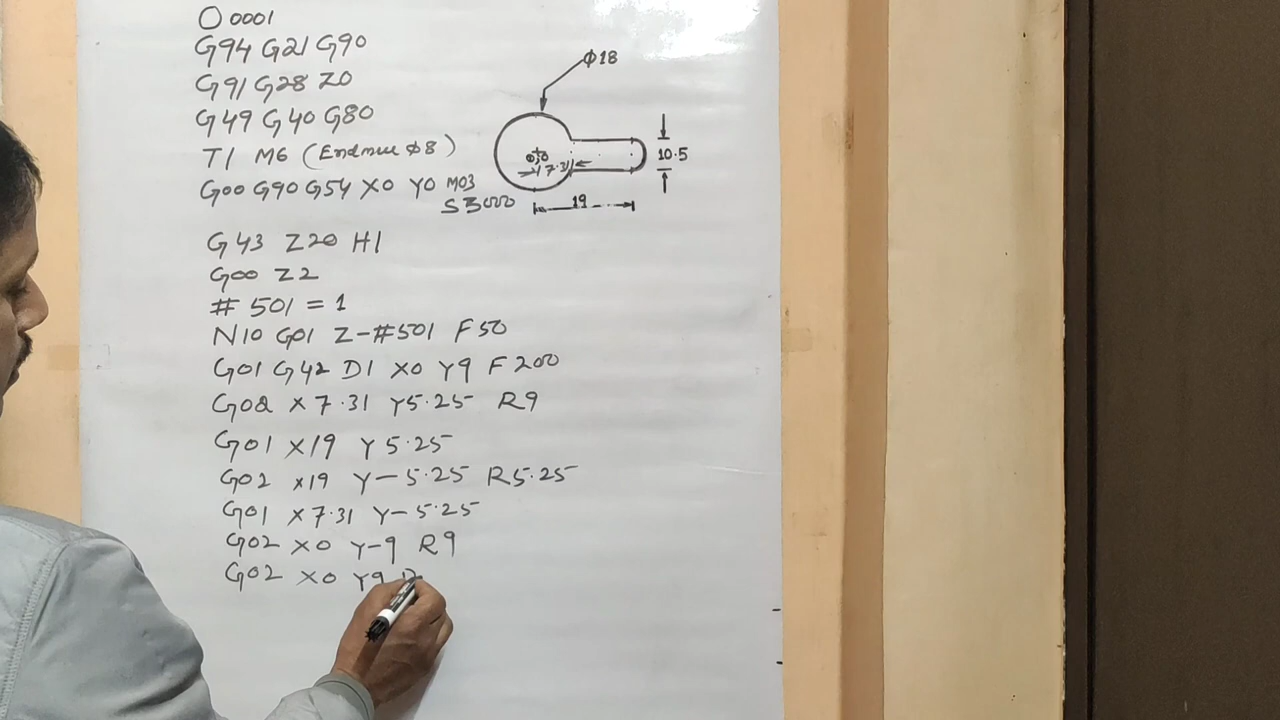 O 0001
G94 G21 G90
G91 G28 Z0
G49 G40 G80
T1 M6 (Endmill Φ8)
G00 G90 G54 X0 Y0 M03
S3000
G43 Z20 H1
G00 Z2
# 501 = 1
N10 G01 Z-#501 F50
G01 G42 D1 X0 Y9 F200
G02 X7.31 Y5.25 R9
G01 X19 Y5.25
G02 X19 Y-5.25 R5.25
G01 X7.31 Y-5.25
G02 X0 Y-9 R9
G02 X0 Y9
Φ18
10.5
7.31
19